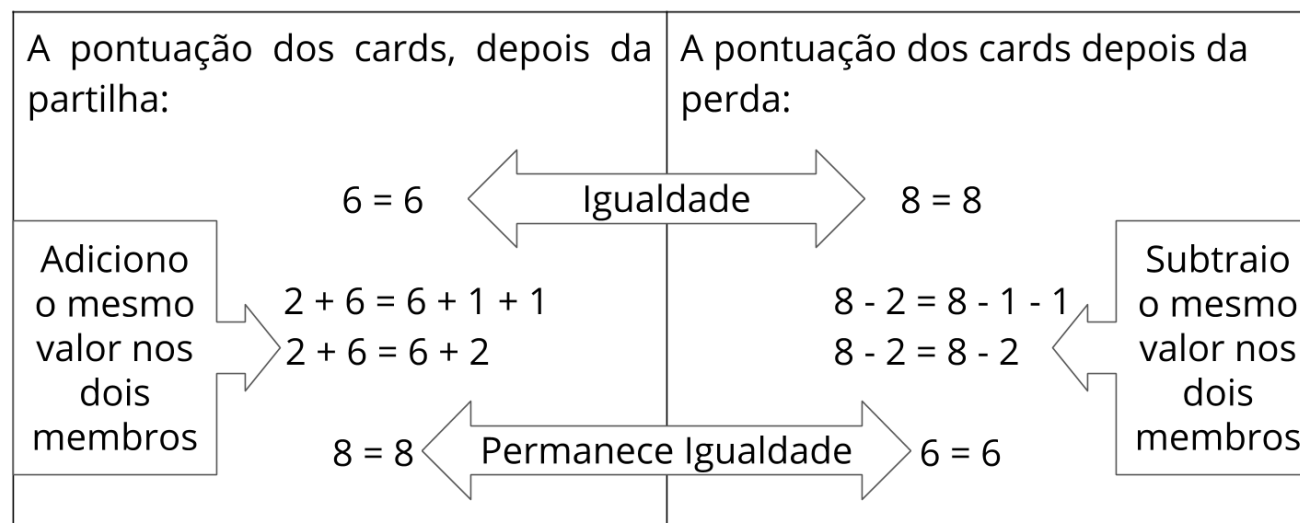 A pontuação dos cards, depois da
partilha:
A pontuação dos cards depois da
perda:
6 = 6
Igualdade
8 = 8
Adiciono
o mesmo
valor nos
dois
membros
2 + 6 = 6 + 1 + 1
2 + 6 = 6 + 2
8 - 2 = 8 - 1 - 1
8 - 2 = 8 - 2
Subtraio
o mesmo
valor nos
dois
membros
8 = 8
Permanece Igualdade
6 = 6